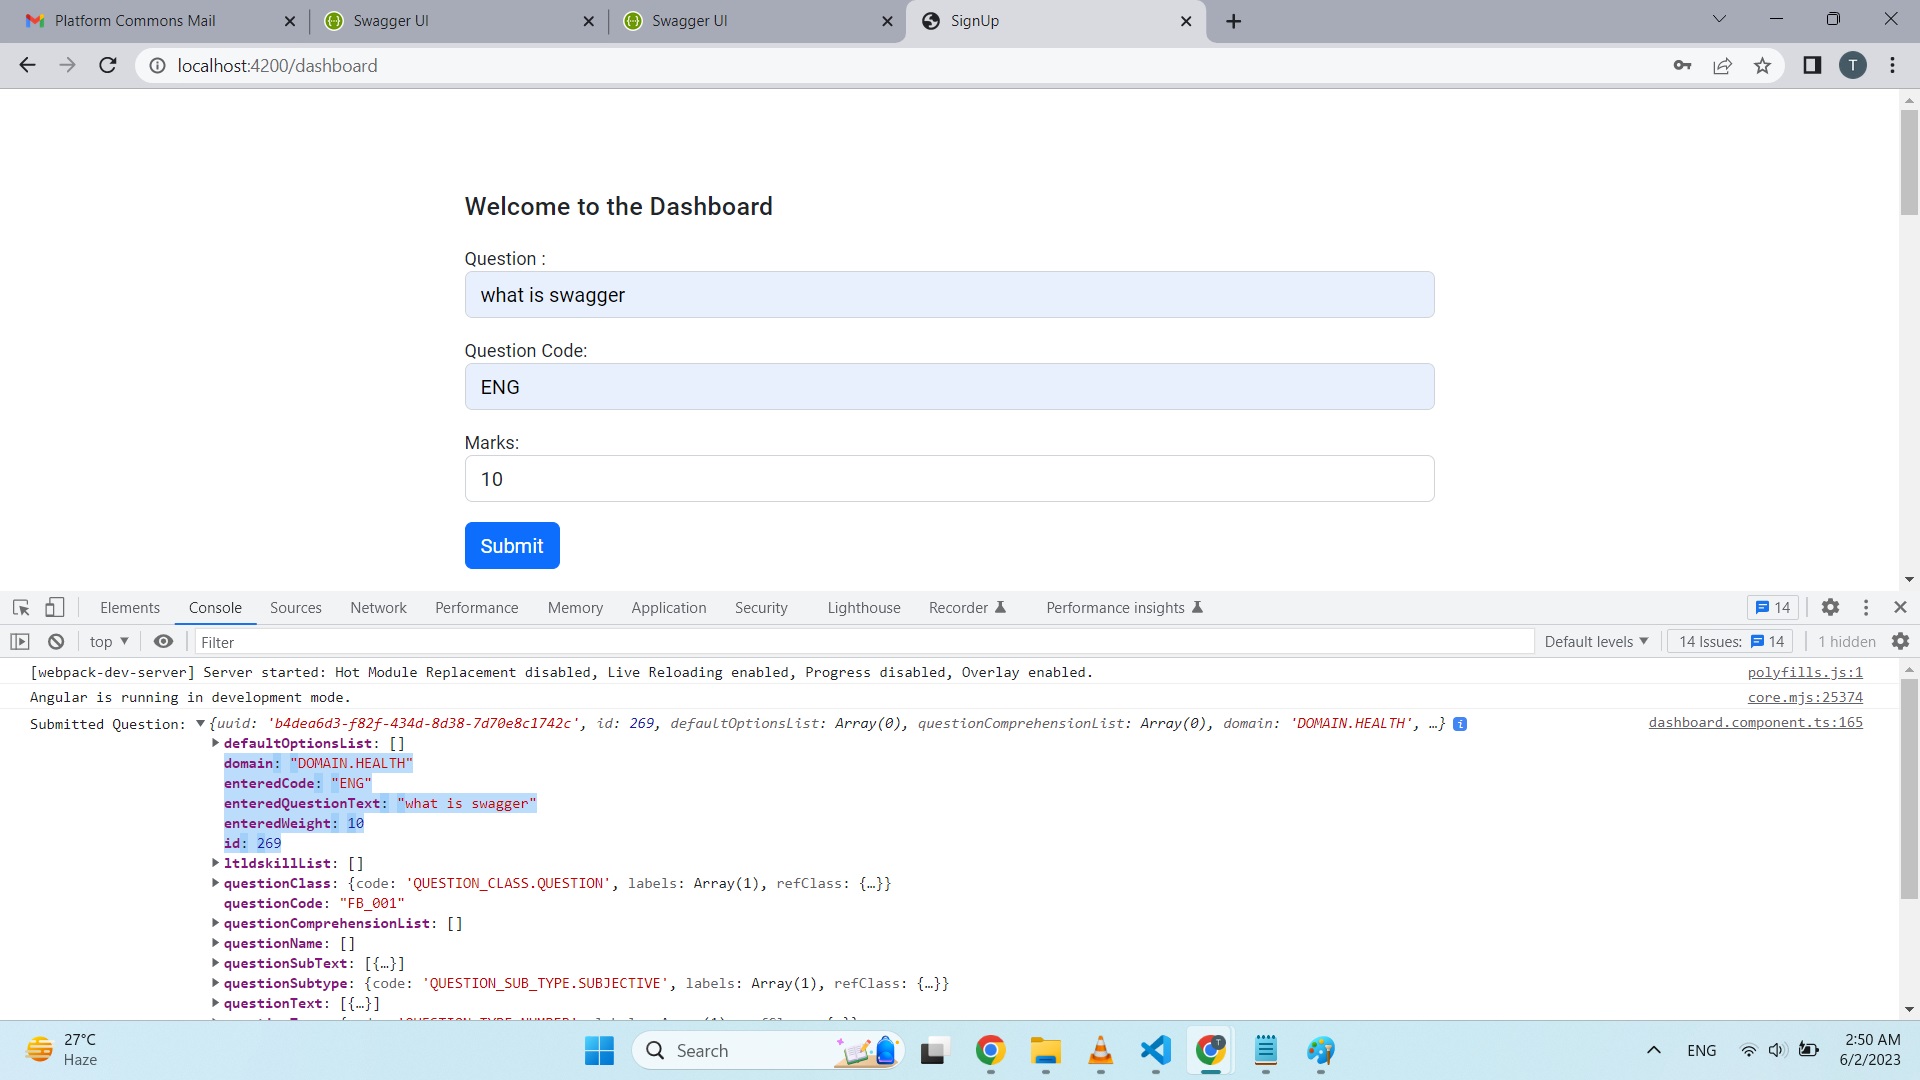 Platform Commons Mail
Swagger UI
Swagger UI
SignUp
localhost:4200/dashboard
T
Welcome to the Dashboard
Question :
what is swagger
Question Code:
ENG
Marks:
10
Submit
Elements Console Sources Network Performance Memory Application Security Lighthouse Recorder Performance insights 14
top Filter Default levels 14 Issues: 14 1 hidden
[webpack-dev-server] Server started: Hot Module Replacement disabled, Live Reloading enabled, Progress disabled, Overlay enabled. polyfills.js:1
Angular is running in development mode. core.mjs:25374
Submitted Question: {uuid: 'b4dea6d3-f82f-434d-8d38-7d70e8c1742c', id: 269, defaultOptionsList: Array(0), questionComprehensionList: Array(0), domain: 'DOMAIN.HEALTH', …} dashboard.component.ts:165
defaultOptionsList: []
domain: "DOMAIN.HEALTH"
enteredCode: "ENG"
enteredQuestionText: "what is swagger"
enteredWeight: 10
id: 269
ltldskillList: []
questionClass: {code: 'QUESTION_CLASS.QUESTION', labels: Array(1), refClass: {…}}
questionCode: "FB_001"
questionComprehensionList: []
questionName: []
questionSubText: [{…}]
questionSubtype: {code: 'QUESTION_SUB_TYPE.SUBJECTIVE', labels: Array(1), refClass: {…}}
questionText: [{…}]
27°C
Haze
Search
ENG
2:50 AM
6/2/2023